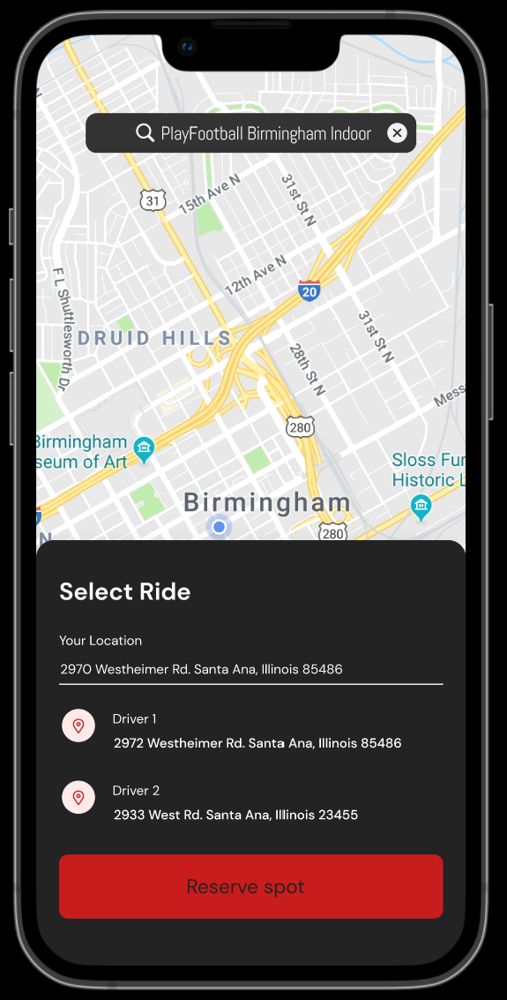 PlayFootball Birmingham Indoor
31
15th Ave N
31st St N
12th Ave N
20
F L Shuttlesworth Dr
DRUID HILLS
31st St N
28th St N
Mess
280
Birmingham
seum of Art
Sloss Fur
Historic L
Birmingham
280
N
Select Ride
Your Location
2970 Westheimer Rd. Santa Ana, Illinois 85486
Driver 1
2972 Westheimer Rd. Santa Ana, Illinois 85486
Driver 2
2933 West Rd. Santa Ana, Illinois 23455
Reserve spot